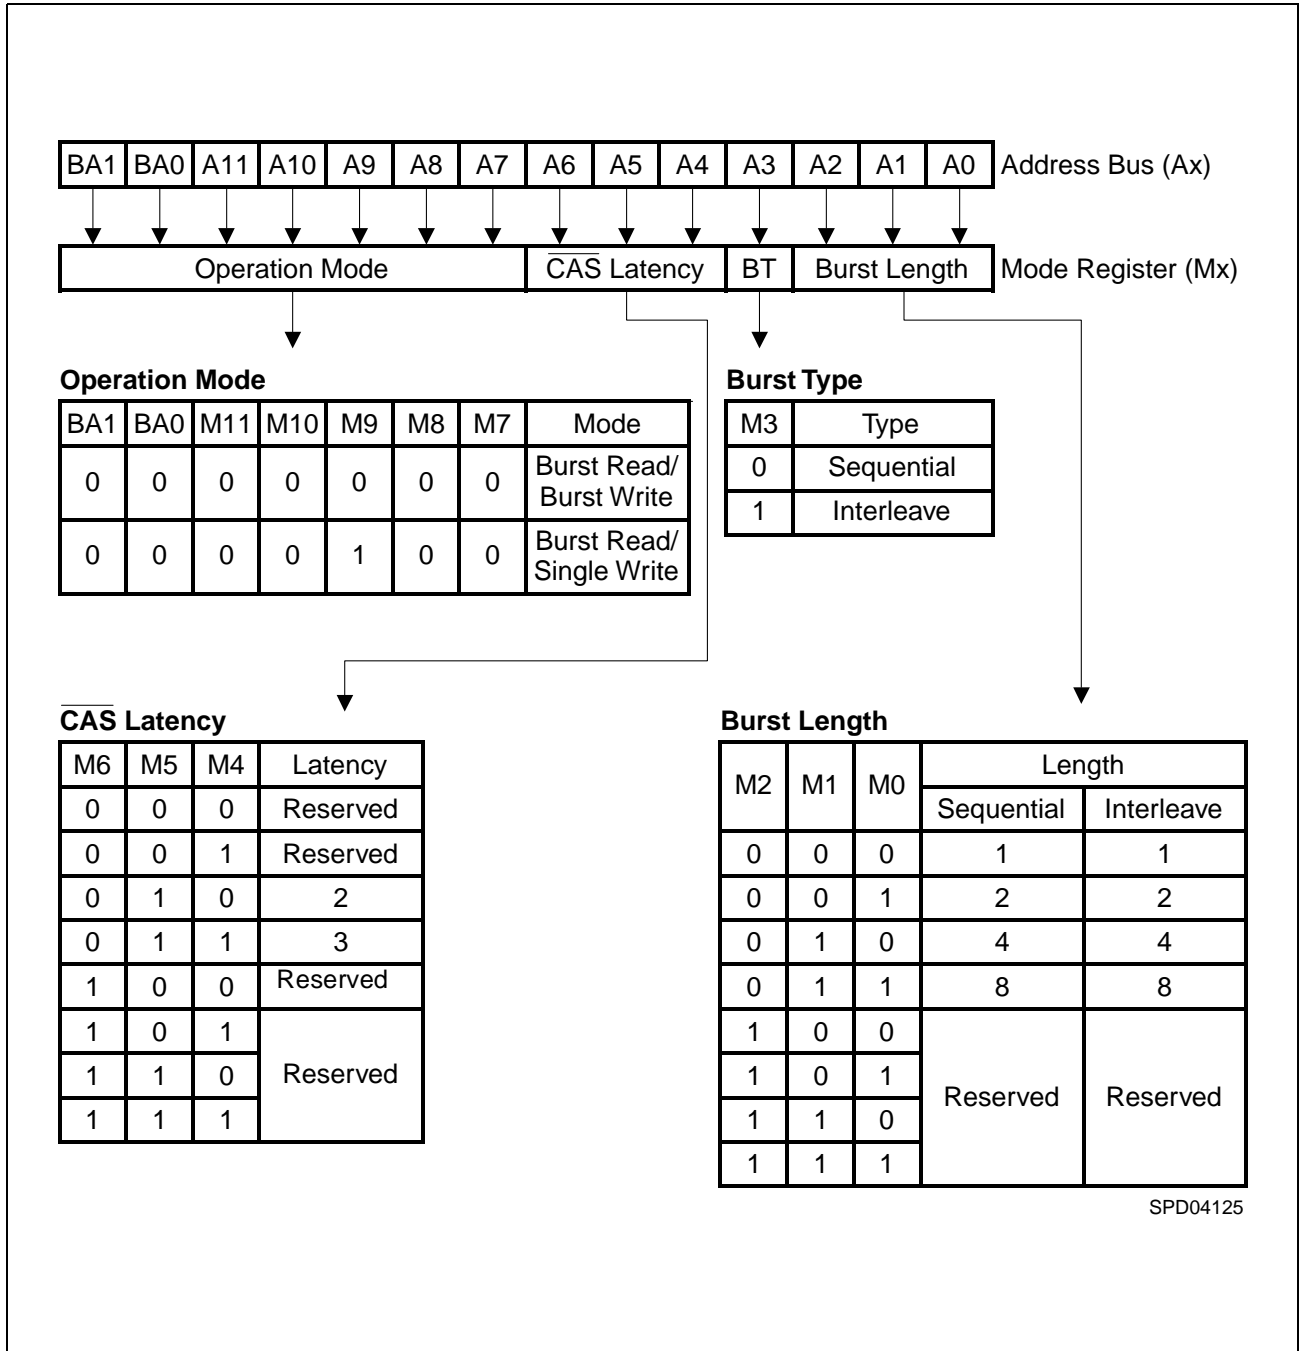 BA1 BA0 A11 A10 A9 A8 A7 A6 A5 A4 A3 A2 A1 A0 Address Bus (Ax)
Operation Mode CAS Latency BT Burst Length Mode Register (Mx)
Operation Mode
BA1 BA0 M11 M10 M9 M8 M7 Mode
0 0 0 0 0 0 0 Burst Read/
Burst Write
0 0 0 0 1 0 0 Burst Read/
Single Write
Burst Type
M3 Type
0 Sequential
1 Interleave
CAS Latency
M6 M5 M4 Latency
0 0 0 Reserved
0 0 1 Reserved
0 1 0 2
0 1 1 3
1 0 0 Reserved
1 0 1
1 1 0 Reserved
1 1 1
Burst Length
M2 M1 M0 Length
Sequential Interleave
0 0 0 1 1
0 0 1 2 2
0 1 0 4 4
0 1 1 8 8
1 0 0
1 0 1
Reserved Reserved
1 1 0
1 1 1
SPD04125